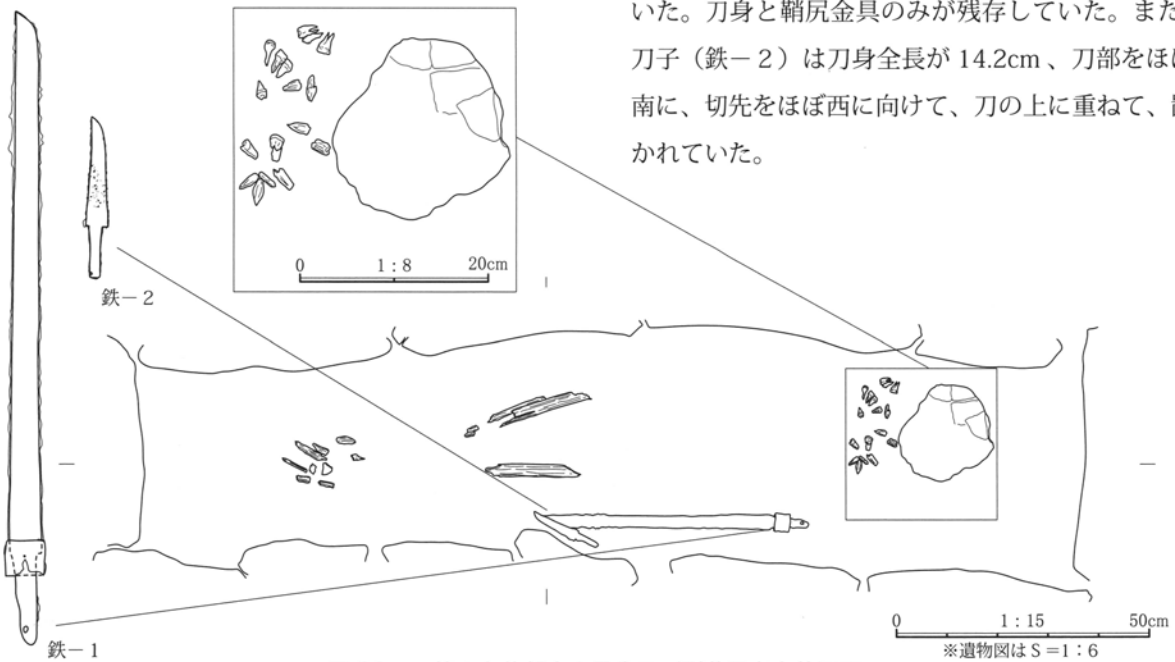 いた。刀身と鞘尻金具のみが残存していた。また
刀子（鉄－2）は刀身全長が 14.2cm 、刀部をほぼ
南に、切先をほぼ西に向けて、刀の上に重ねて、
かれていた。
0 1：8 20cm
鉄－2
鉄－1
0 1：15 50cm
※遺物図はS＝1：6